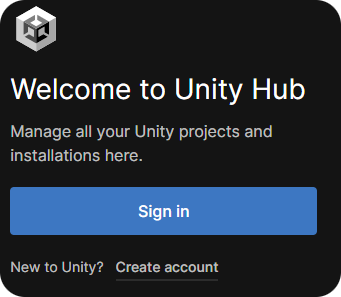 Welcome to Unity Hub
Manage all your Unity projects and
installations here.
Sign in
New to Unity? Create account